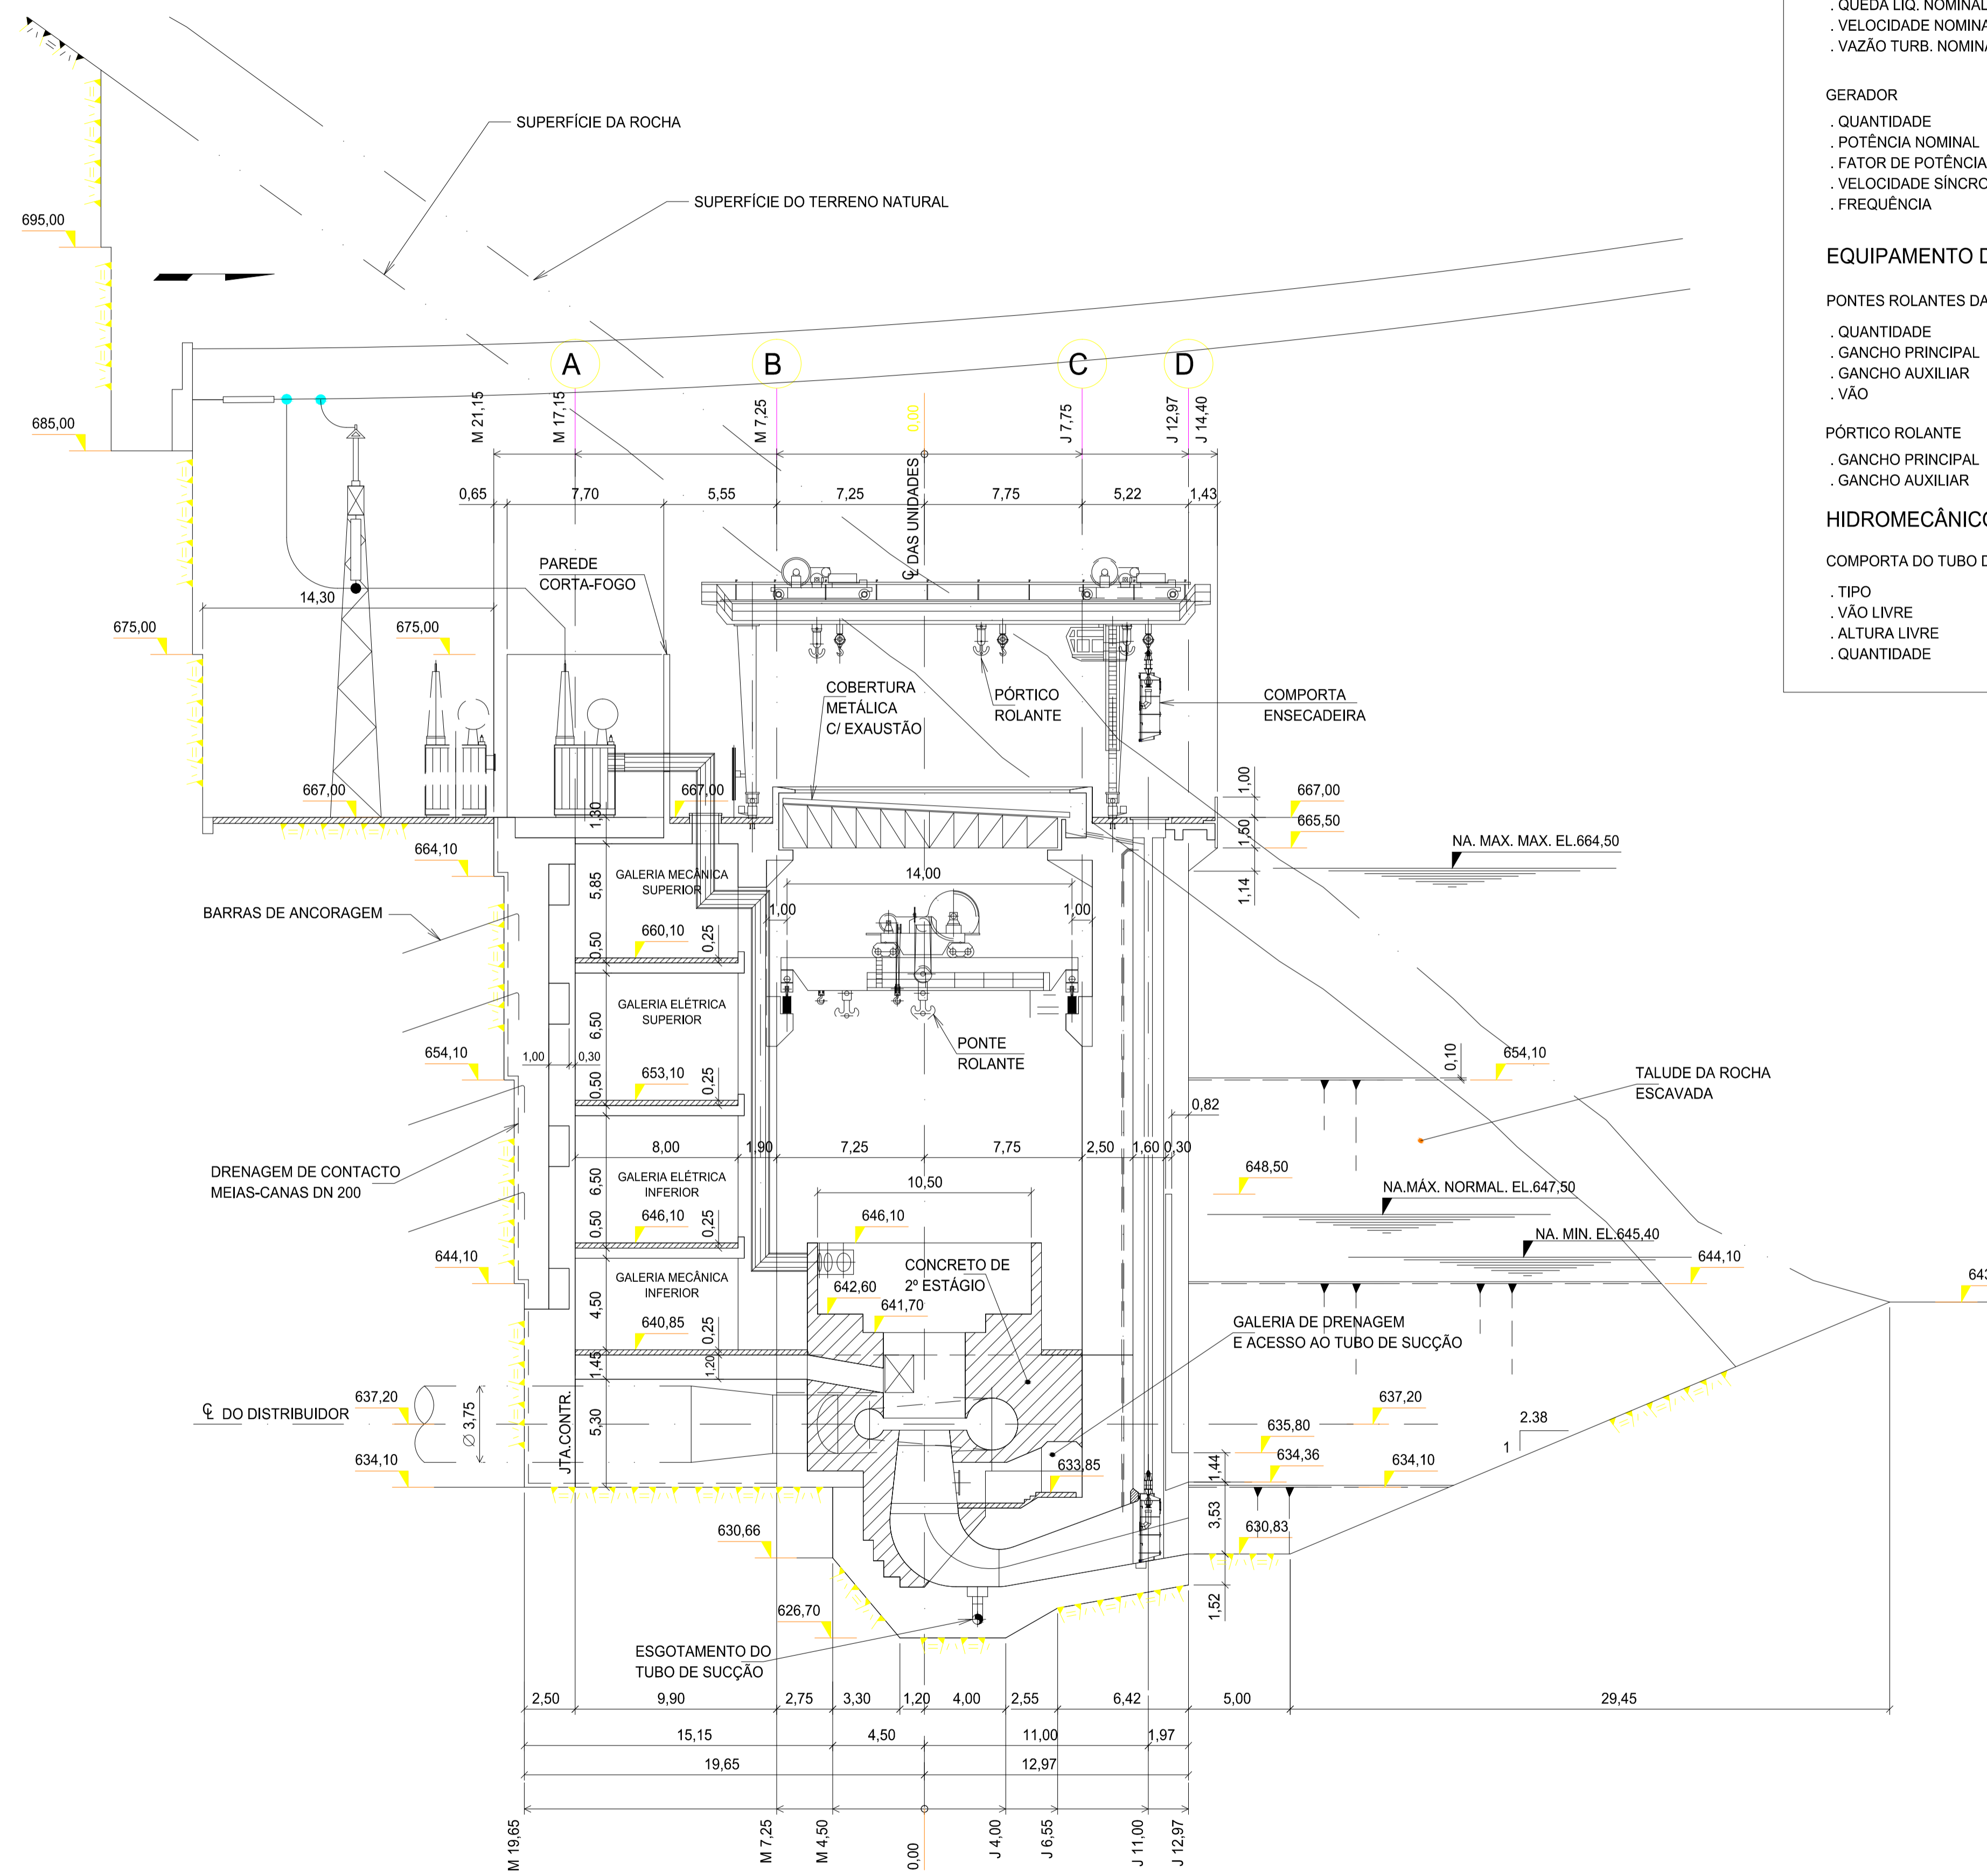 . QUEDA LIQ. NOMINAL
. VELOCIDADE NOMINA
. VAZÃO TURB. NOMINA
GERADOR
. QUANTIDADE
. POTÊNCIA NOMINAL
. FATOR DE POTÊNCIA
. VELOCIDADE SÍNCRO
. FREQUÊNCIA
EQUIPAMENTO D
PONTES ROLANTES DA
. QUANTIDADE
. GANCHO PRINCIPAL
. GANCHO AUXILIAR
. VÃO
PÓRTICO ROLANTE
. GANCHO PRINCIPAL
. GANCHO AUXILIAR
HIDROMECÂNICO
COMPORTA DO TUBO D
. TIPO
. VÃO LIVRE
. ALTURA LIVRE
. QUANTIDADE
SUPERFÍCIE DA ROCHA
SUPERFÍCIE DO TERRENO NATURAL
695,00
685,00
A
B
C
D
M 21,15
M 17,15
M 7,25
0,00
J 7,75
J 12,97
J 14,40
℄ DAS UNIDADES
0,65
7,70
5,55
7,25
7,75
5,22
1,43
PAREDE
CORTA-FOGO
14,30
675,00
675,00
COBERTURA
METÁLICA
C/ EXAUSTÃO
PÓRTICO
ROLANTE
COMPORTA
ENSECADEIRA
667,00
1,30
667,00
1,00
667,00
1,50
665,50
1,14
NA. MAX. MAX. EL.664,50
664,10
GALERIA MECÂNICA
SUPERIOR
5,85
14,00
1,00
1,00
BARRAS DE ANCORAGEM
660,10
0,50
0,25
GALERIA ELÉTRICA
SUPERIOR
6,50
PONTE
ROLANTE
654,10
1,00
0,30
0,10
654,10
TALUDE DA ROCHA
ESCAVADA
653,10
0,50
0,25
0,82
8,00
1,90
7,25
7,75
2,50
1,60
0,30
DRENAGEM DE CONTACTO
MEIAS-CANAS DN 200
GALERIA ELÉTRICA
INFERIOR
6,50
10,50
648,50
NA.MÁX. NORMAL. EL.647,50
646,10
0,50
0,25
646,10
NA. MIN. EL.645,40
644,10
644,10
643
GALERIA MECÂNICA
INFERIOR
4,50
CONCRETO DE
2º ESTÁGIO
642,60
641,70
640,85
0,25
GALERIA DE DRENAGEM
E ACESSO AO TUBO DE SUCÇÃO
1,45
1,20
℄ DO DISTRIBUIDOR
637,20
∅ 3,75
JTA.CONTR.
5,30
637,20
2.38
1
635,80
634,36
634,10
1,44
634,10
633,85
3,53
630,66
630,83
626,70
1,52
ESGOTAMENTO DO
TUBO DE SUCÇÃO
2,50
9,90
2,75
3,30
1,20
4,00
2,55
6,42
5,00
29,45
15,15
4,50
11,00
1,97
19,65
12,97
M 19,65
M 7,25
M 4,50
0,00
J 4,00
J 6,55
J 11,00
J 12,97